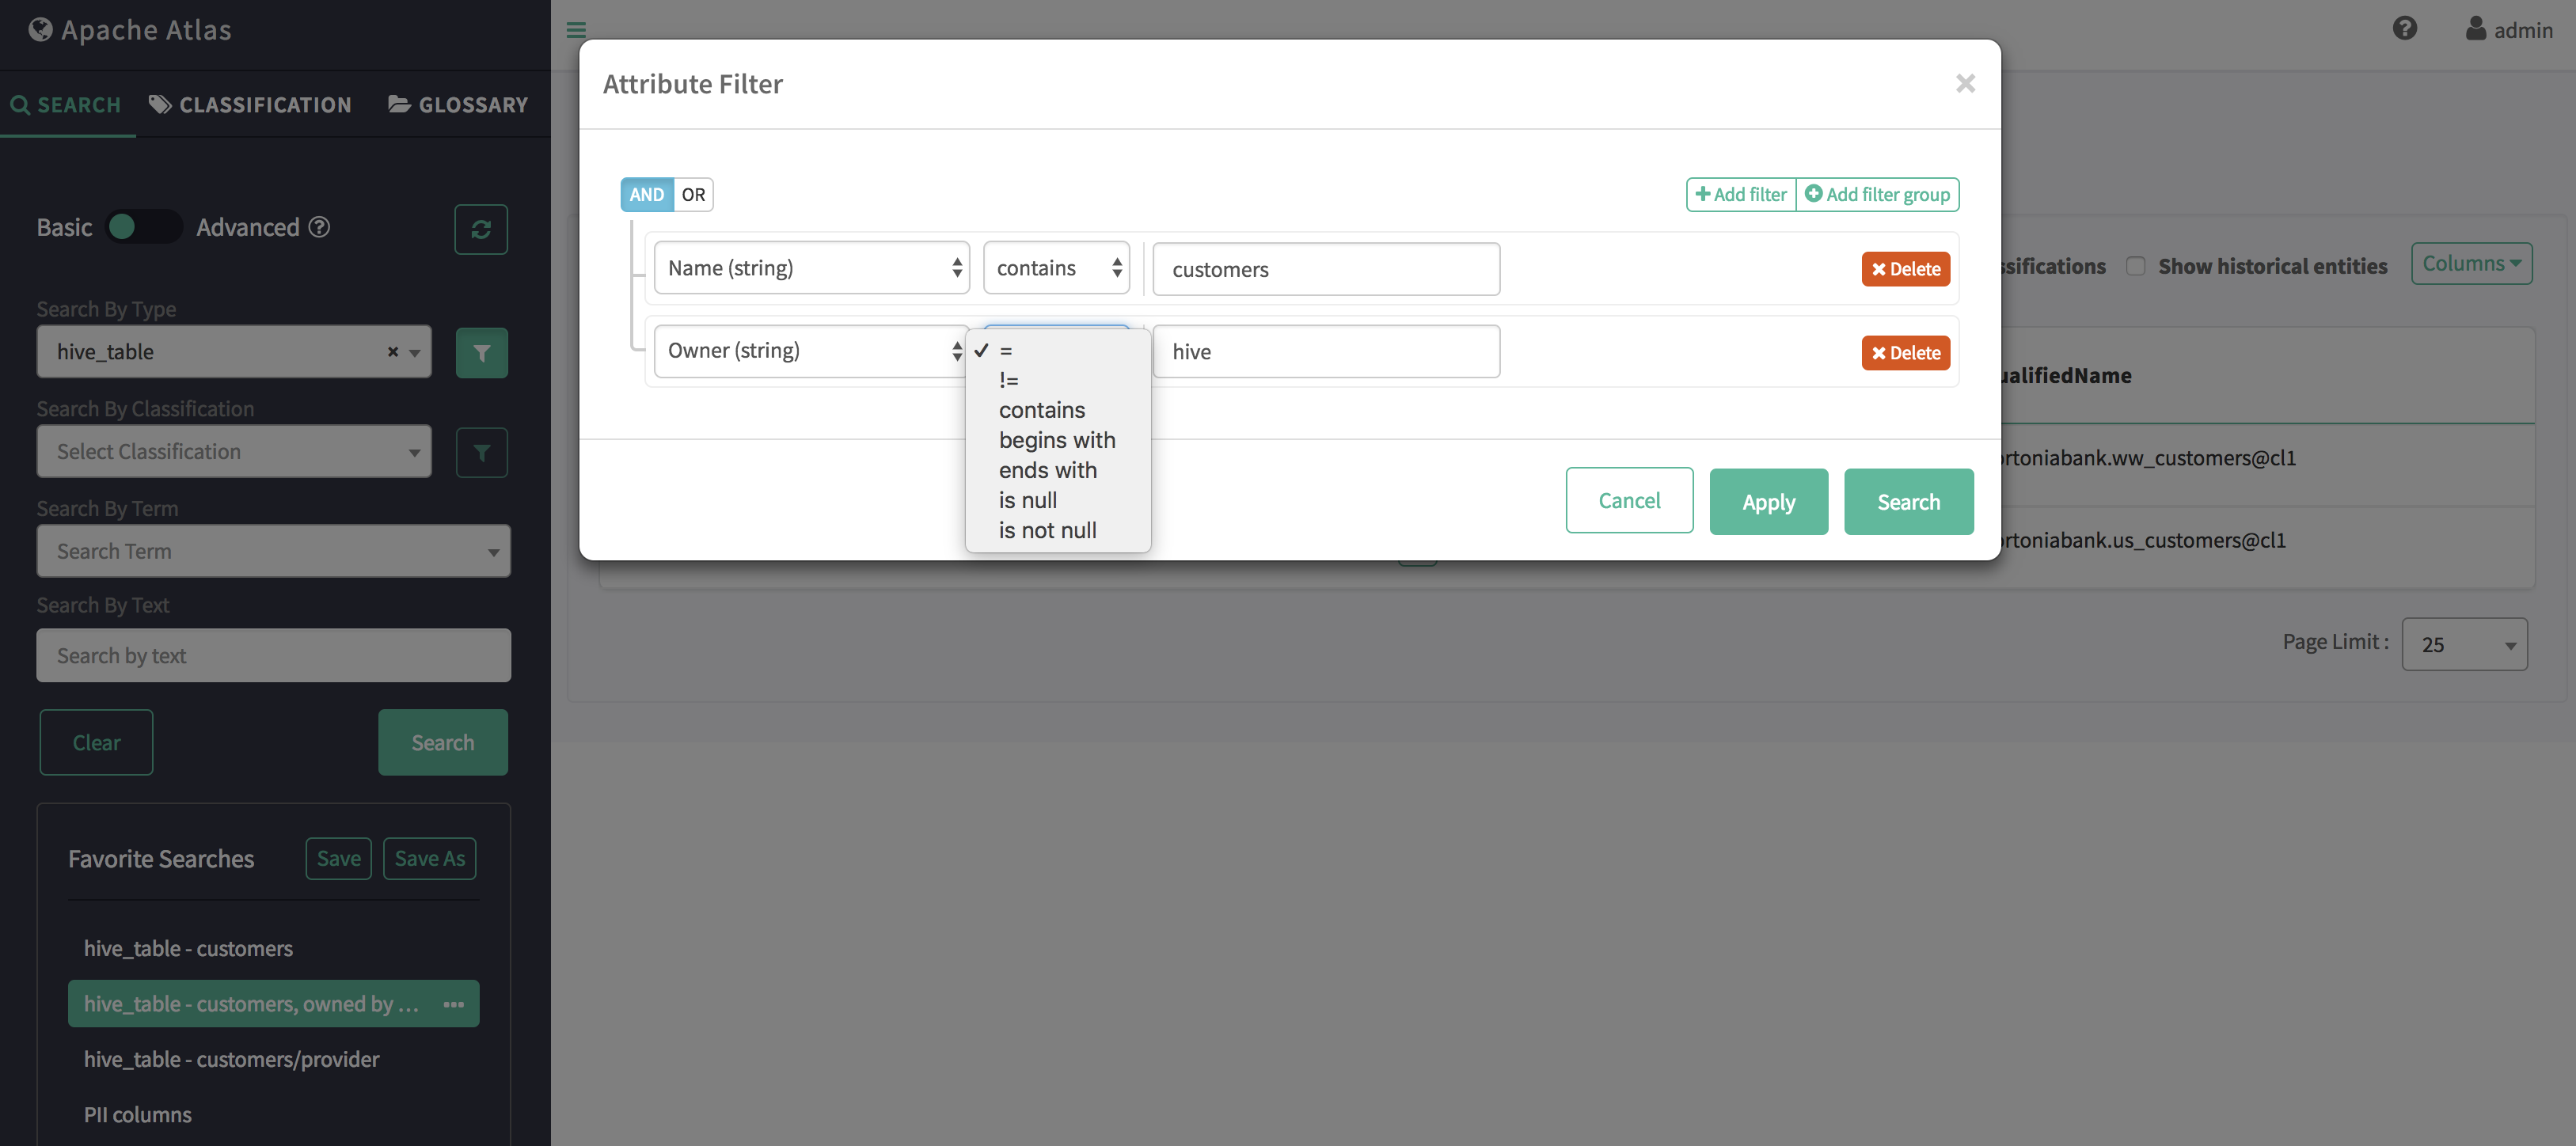 Apache Atlas
admin
SEARCH CLASSIFICATION GLOSSARY
Basic Advanced
Search By Type
hive_table
Search By Classification
Select Classification
Search By Term
Search Term
Search By Text
Search by text
Clear Search
Favorite Searches Save Save As
hive_table - customers
hive_table - customers, owned by ...
hive_table - customers/provider
PII columns
Attribute Filter
AND OR
Add filter Add filter group
Name (string) contains customers Delete
Owner (string) hive Delete
=
!=
contains
begins with
ends with
is null
is not null
Cancel Apply Search
ssifications Show historical entities Columns
ualifiedName
rtoniabank.ww_customers@cl1
rtoniabank.us_customers@cl1
Page Limit : 25